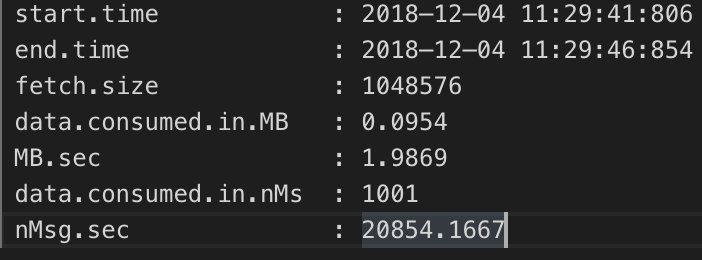 start.time : 2018-12-04 11:29:41:806
end.time : 2018-12-04 11:29:46:854
fetch.size : 1048576
data.consumed.in.MB : 0.0954
MB.sec : 1.9869
data.consumed.in.nMs : 1001
nMsg.sec : 20854.1667